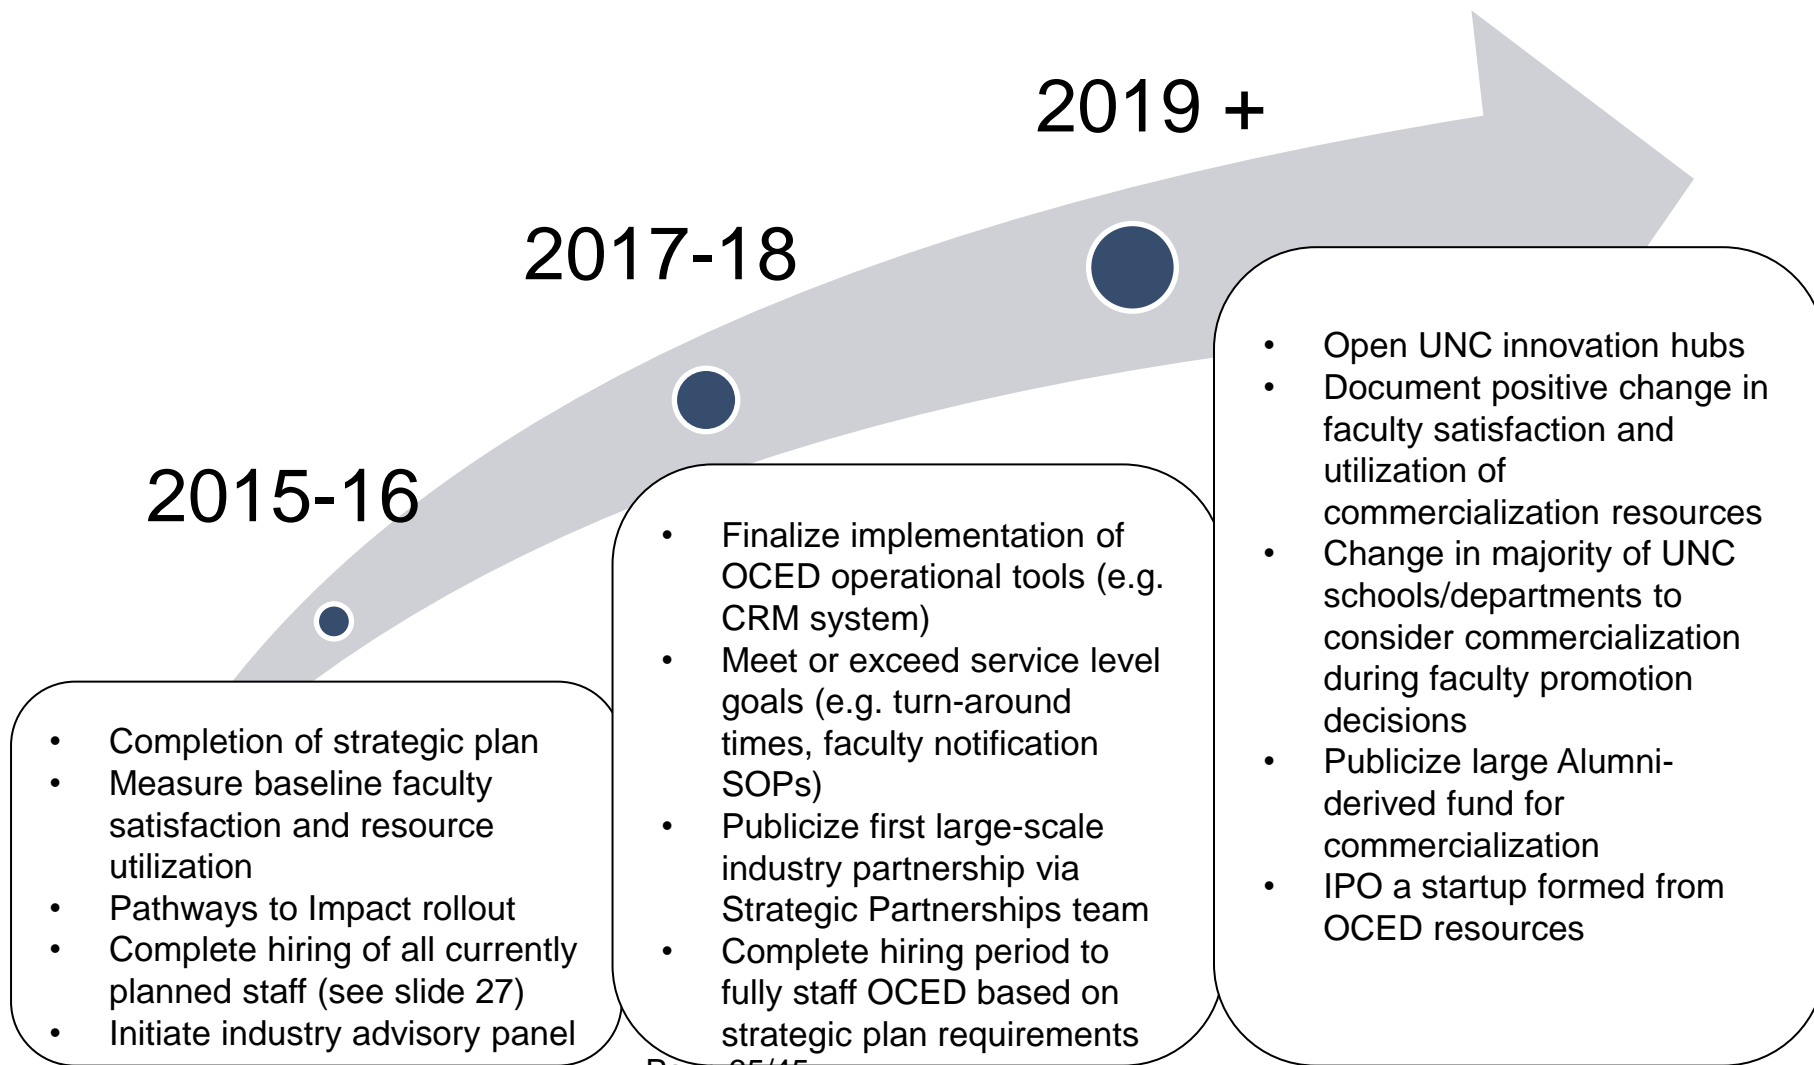 2019 +
2017-18
2015-16
• Completion of strategic plan
• Measure baseline faculty
satisfaction and resource
utilization
• Pathways to Impact rollout
• Complete hiring of all currently
planned staff (see slide 27)
• Initiate industry advisory panel
• Finalize implementation of
OCED operational tools (e.g.
CRM system)
• Meet or exceed service level
goals (e.g. turn-around
times, faculty notification
SOPs)
• Publicize first large-scale
industry partnership via
Strategic Partnerships team
• Complete hiring period to
fully staff OCED based on
strategic plan requirements
• Open UNC innovation hubs
• Document positive change in
faculty satisfaction and
utilization of
commercialization resources
• Change in majority of UNC
schools/departments to
consider commercialization
during faculty promotion
decisions
• Publicize large Alumni-
derived fund for
commercialization
• IPO a startup formed from
OCED resources